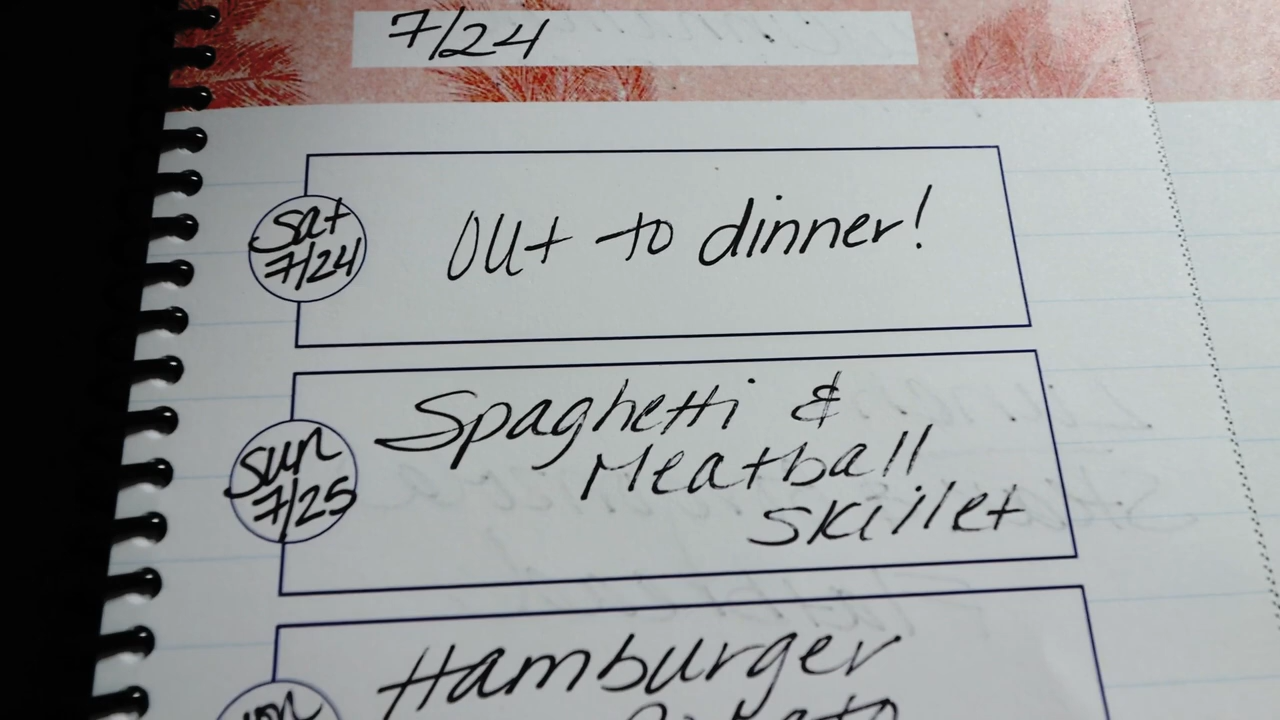 7/24
Sat
7/24
Out to dinner!
Sun
7/25
Spaghetti &
Meatball
Skillet
Hamburger